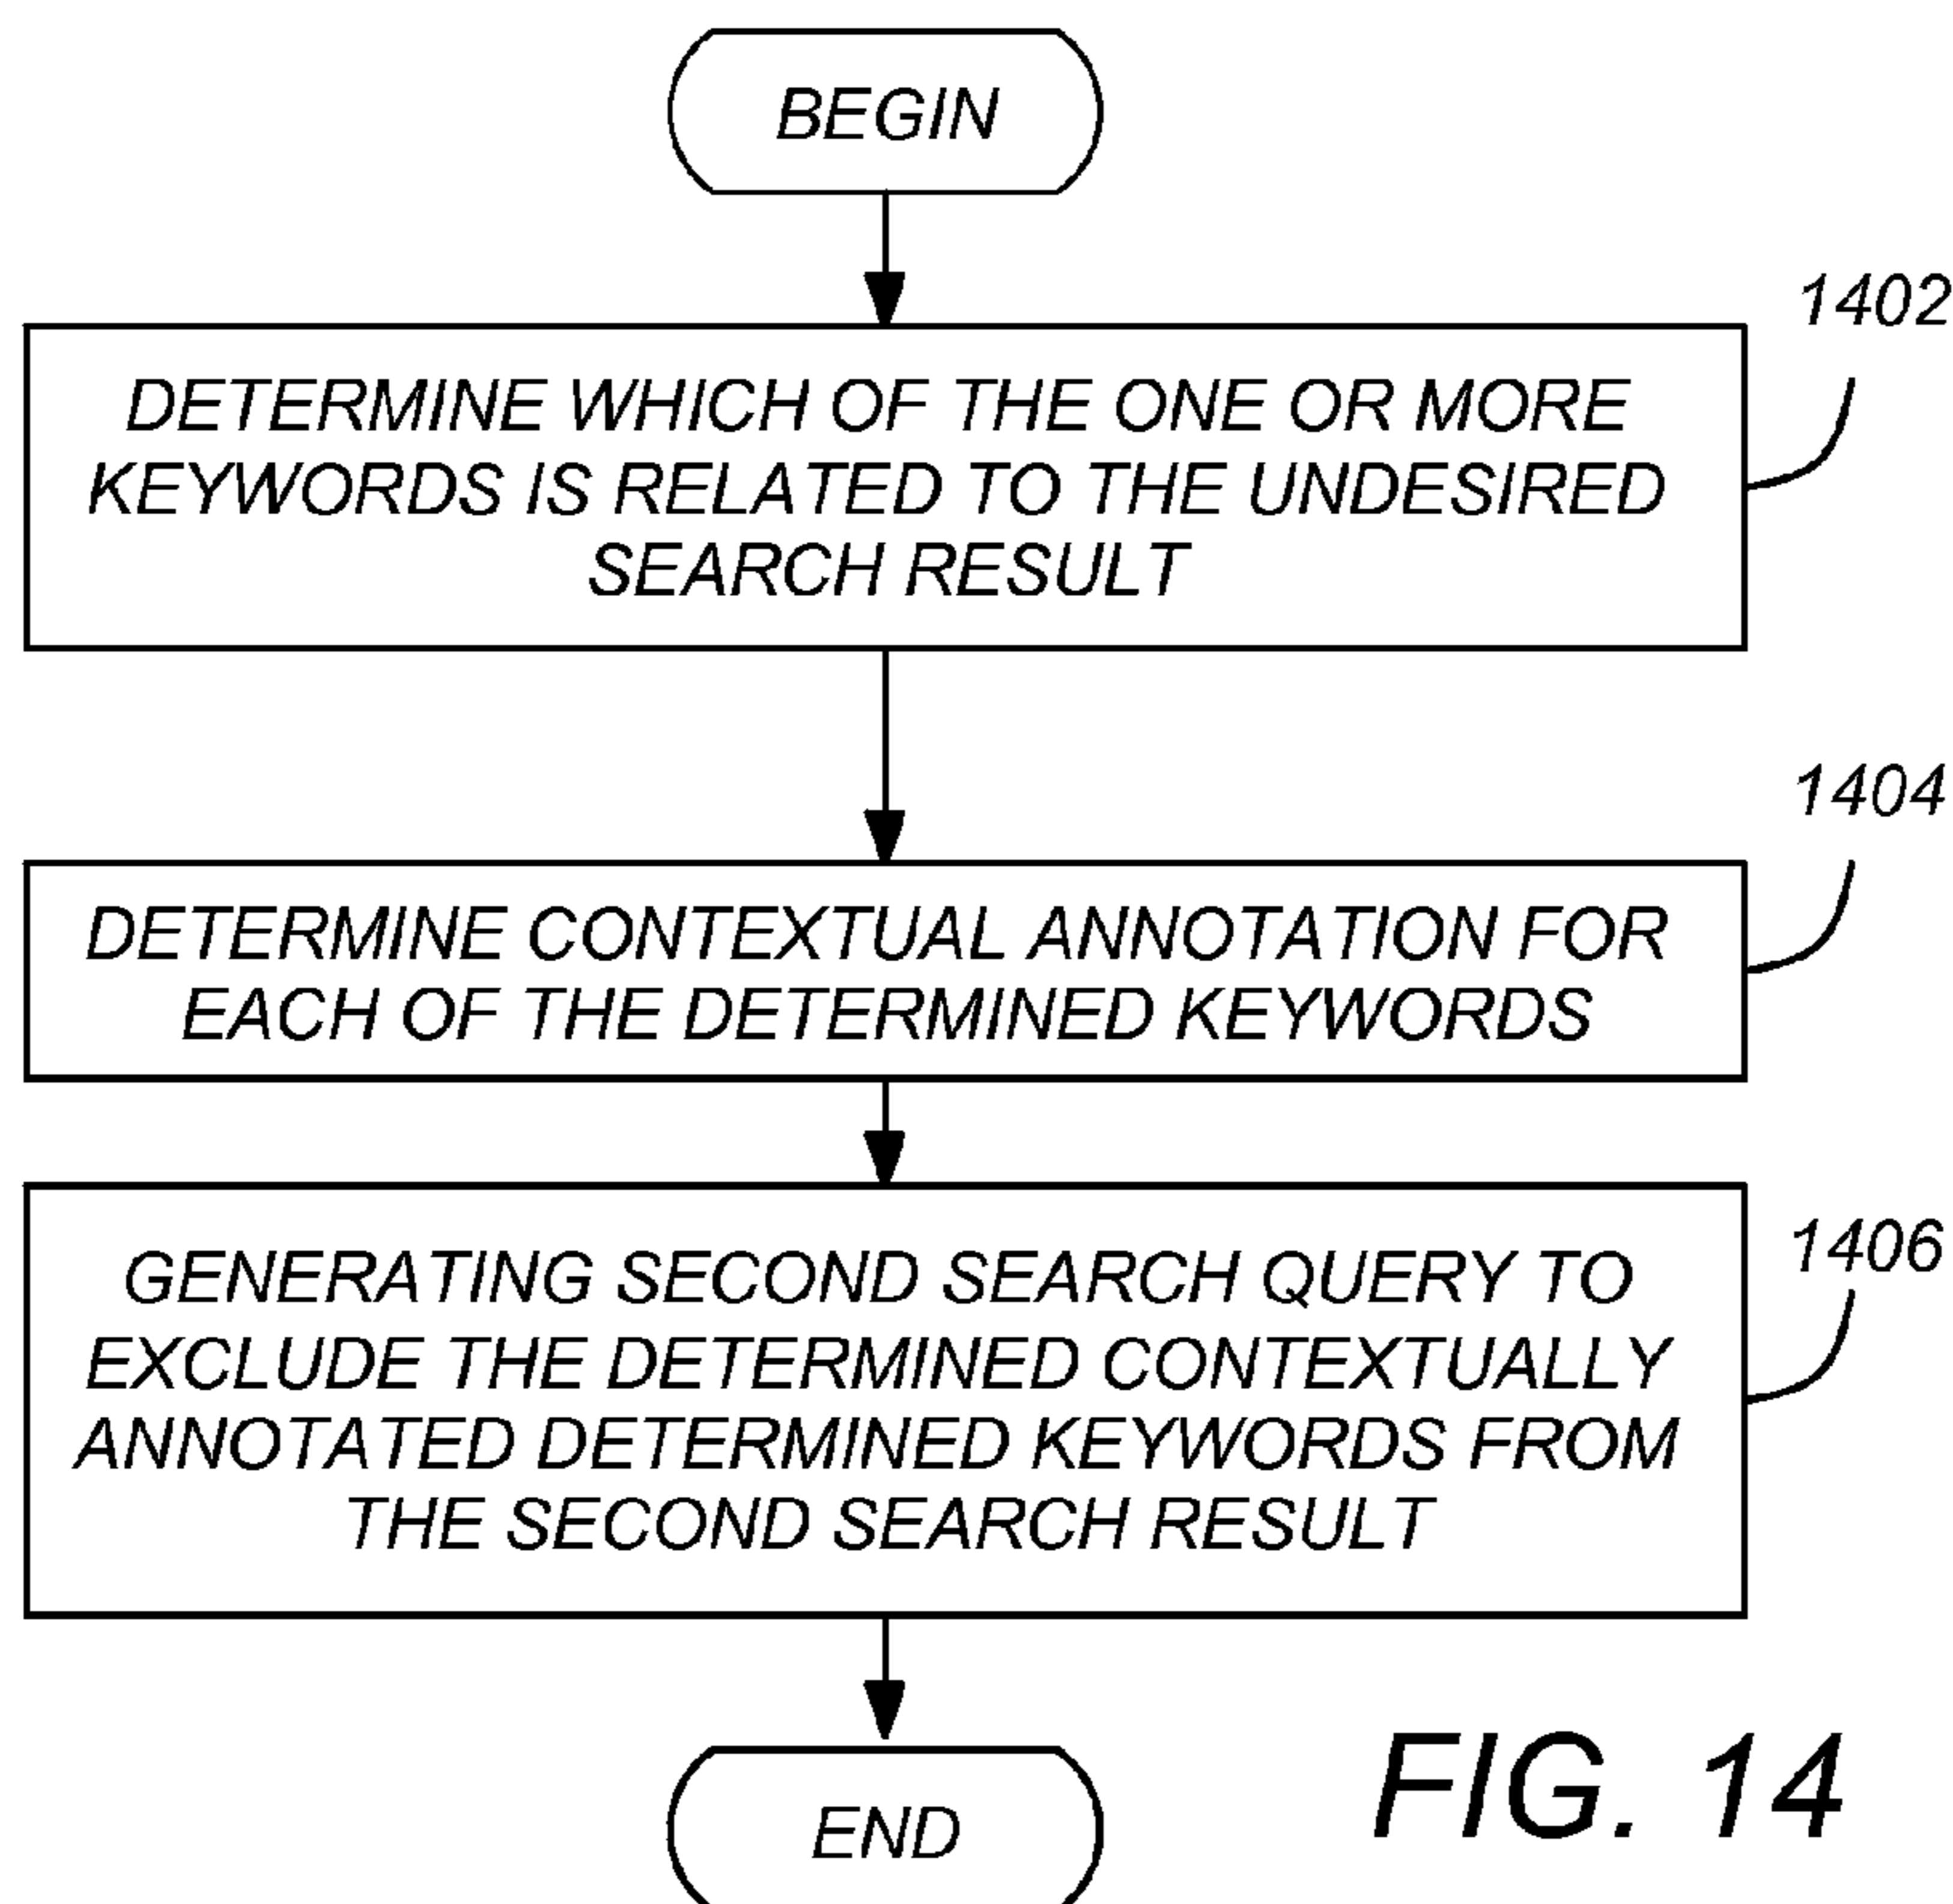 BEGIN
1402
DETERMINE WHICH OF THE ONE OR MORE
KEYWORDS IS RELATED TO THE UNDESIRED
SEARCH RESULT
1404
DETERMINE CONTEXTUAL ANNOTATION FOR
EACH OF THE DETERMINED KEYWORDS
1406
GENERATING SECOND SEARCH QUERY TO
EXCLUDE THE DETERMINED CONTEXTUALLY
ANNOTATED DETERMINED KEYWORDS FROM
THE SECOND SEARCH RESULT
END
FIG. 14